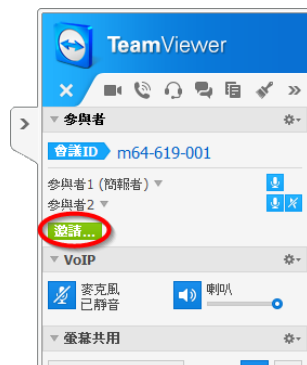 TeamViewer
參與者
會議ID m64-619-001
參與者1 (簡報者)
參與者2
邀請...
VoIP
麥克風
已靜音
喇叭
螢幕共用